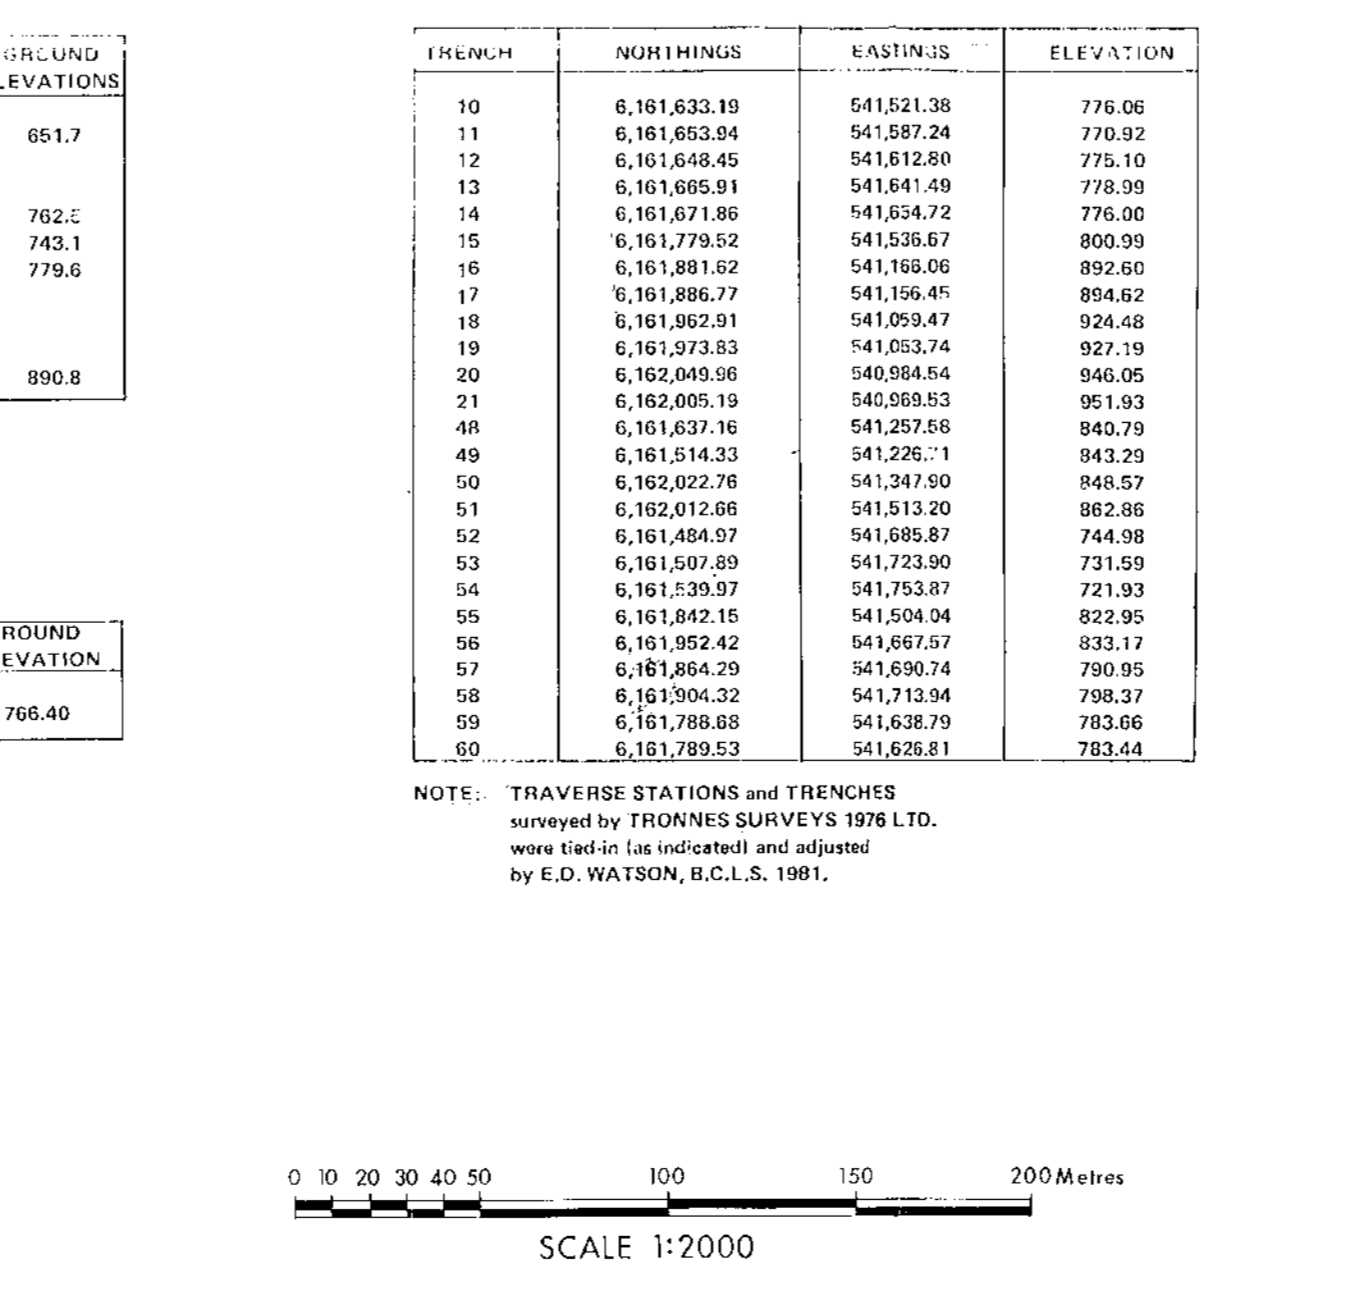 GROUND
LEVATIONS
651.7
743.1
779.6
890.8
ROUND
EVATION
766.40
TRENCH NORTHINGS EASTINGS ELEVATION
10 6,161,633.19 541,521.38 776.06
11 6,161,653.94 541,587.24 770.92
12 6,161,648.45 541,612.80 775.10
13 6,161,665.91 541,641.49 778.99
14 6,161,671.86 541,654.72 776.00
15 6,161,779.52 541,536.67 800.99
16 6,161,881.62 541,166.06 892.60
17 6,161,886.77 541,156.45 894.62
18 6,161,962.91 541,059.47 924.48
19 6,161,973.83 541,053.74 927.19
20 6,162,049.96 540,984.54 946.05
21 6,162,005.19 540,969.53 951.93
48 6,161,637.16 541,257.58 840.79
49 6,161,514.33 843.29
50 6,162,022.76 541,347.90 848.57
51 6,162,012.66 541,513.20 862.86
52 6,161,484.97 541,685.87 744.98
53 6,161,507.89 541,723.90 731.59
54 6,161,539.97 541,753.87 721.93
55 6,161,842.15 541,504.04 822.95
56 6,161,952.42 541,667.57 833.17
57 6,161,864.29 541,690.74 790.95
58 6,161,904.32 541,713.94 798.37
59 6,161,788.68 541,638.79 783.66
60 6,161,789.53 541,626.81 783.44
NOTE: TRAVERSE STATIONS and TRENCHES
surveyed by TRONNES SURVEYS 1976 LTD.
were tied-in (as indicated) and adjusted
by E.D. WATSON, B.C.L.S. 1981.
0 10 20 30 40 50 100 150 200 Metres
SCALE 1:2000